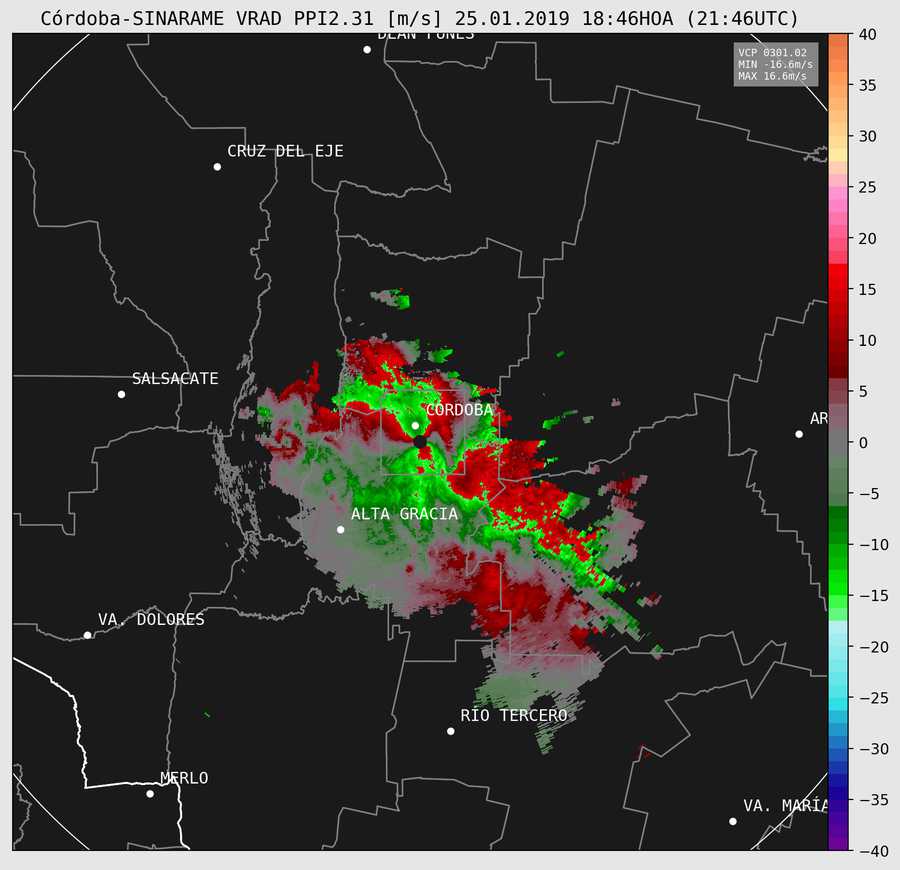 Córdoba-SINARAME VRAD PPI2.31 [m/s] 25.01.2019 18:46HOA (21:46UTC)
DEAN FUNES
VCP 0301.02
MIN -16.6m/s
MAX 16.6m/s
CRUZ DEL EJE
SALSACATE
CORDOBA
AR
ALTA GRACIA
VA. DOLORES
RIO TERCERO
MERLO
VA. MARÍA
40
35
30
25
20
15
10
5
0
−5
−10
−15
−20
−25
−30
−35
−40